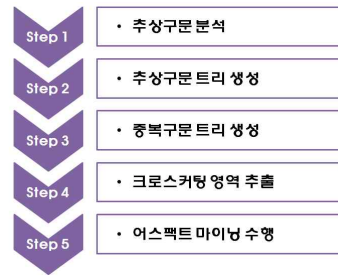 Step 1
• 추상구문 분석
Step 2
• 추상구문 트리 생성
Step 3
• 중복구문 트리 생성
Step 4
• 크로스커팅 영역 추출
Step 5
• 어스팩트 마이닝 수행